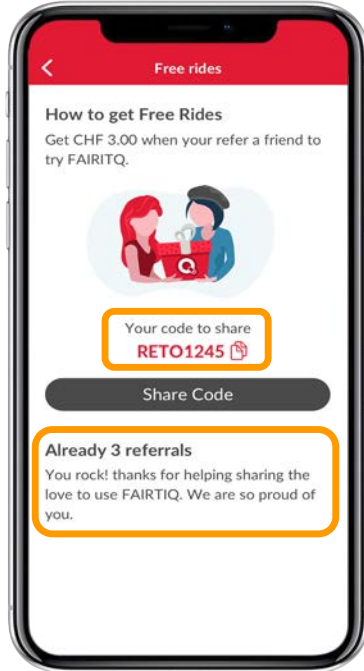 Free rides
How to get Free Rides
Get CHF 3.00 when your refer a friend to
try FAIRITQ.
Your code to share
RETO1245
Share Code
Already 3 referrals
You rock! thanks for helping sharing the
love to use FAIRTIQ. We are so proud of
you.